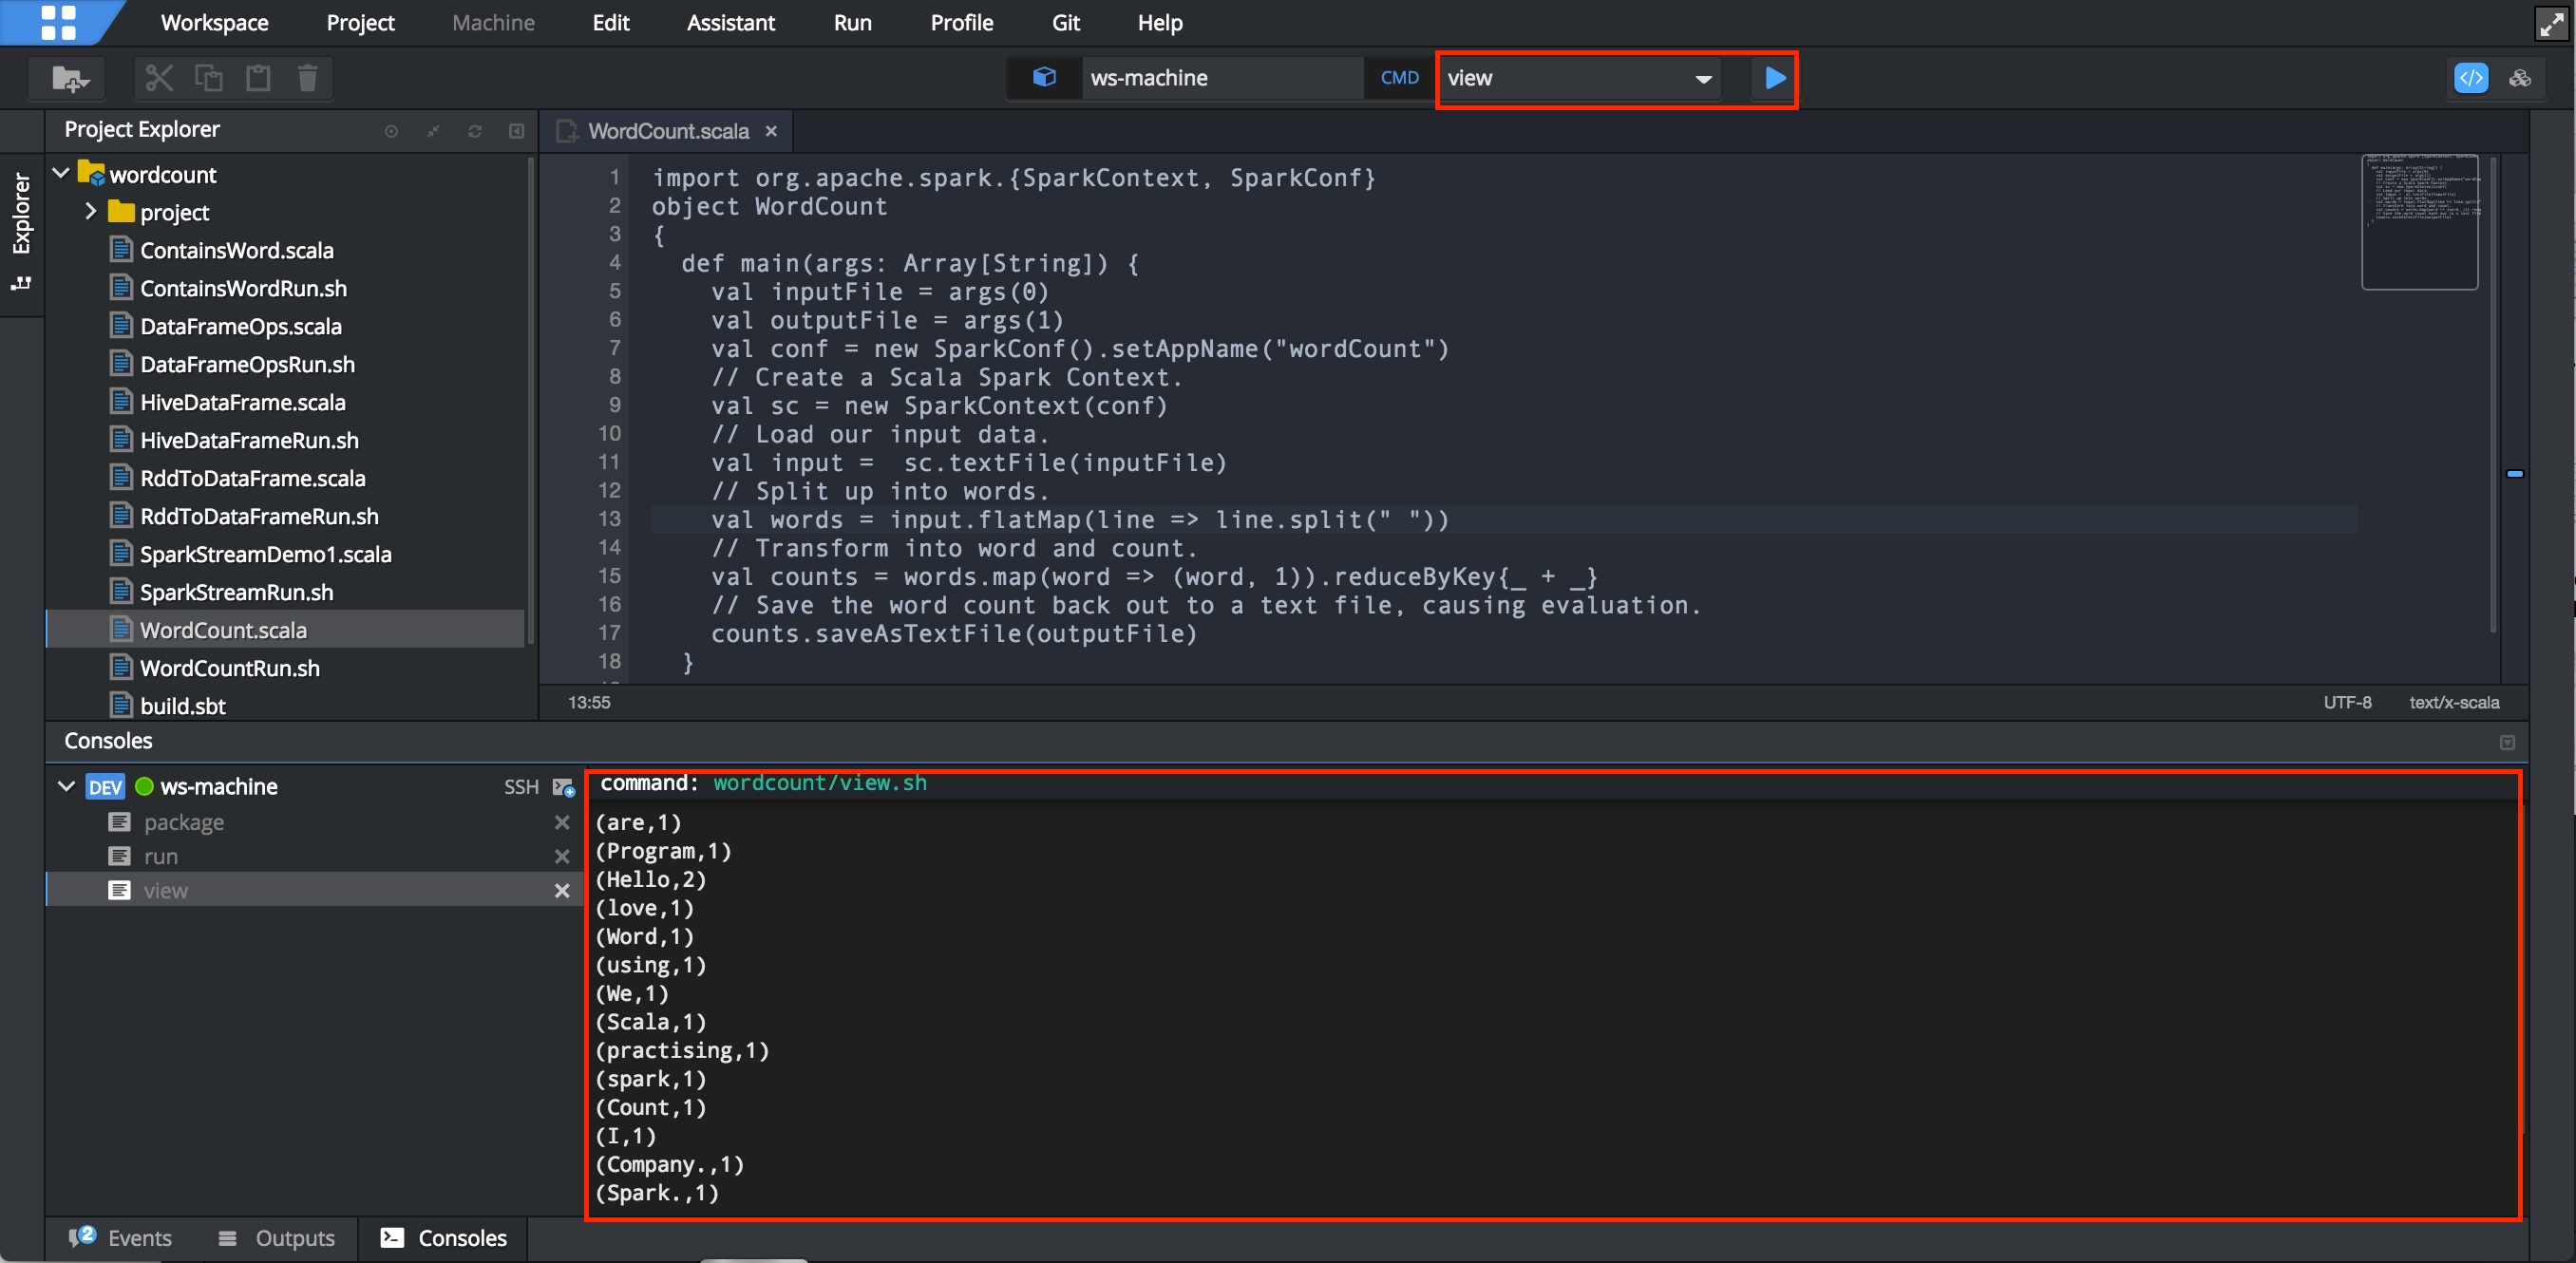 Workspace Project Machine Edit Assistant Run Profile Git Help
ws-machine CMD view
Project Explorer
WordCount.scala
Explorer
wordcount
project
ContainsWord.scala
ContainsWordRun.sh
DataFrameOps.scala
DataFrameOpsRun.sh
HiveDataFrame.scala
HiveDataFrameRun.sh
RddToDataFrame.scala
RddToDataFrameRun.sh
SparkStreamDemo1.scala
SparkStreamRun.sh
WordCount.scala
WordCountRun.sh
build.sbt
1 import org.apache.spark.{SparkContext, SparkConf}
2 object WordCount
3 {
4 def main(args: Array[String]) {
5 val inputFile = args(0)
6 val outputFile = args(1)
7 val conf = new SparkConf().setAppName("wordCount")
8 // Create a Scala Spark Context.
9 val sc = new SparkContext(conf)
10 // Load our input data.
11 val input =  sc.textFile(inputFile)
12 // Split up into words.
13 val words = input.flatMap(line => line.split(" "))
14 // Transform into word and count.
15 val counts = words.map(word => (word, 1)).reduceByKey{_ + _}
16 // Save the word count back out to a text file, causing evaluation.
17 counts.saveAsTextFile(outputFile)
18 }
13:55 UTF-8 text/x-scala
Consoles
DEV ws-machine SSH
package
run
view
command: wordcount/view.sh
(are,1)
(Program,1)
(Hello,2)
(love,1)
(Word,1)
(using,1)
(We,1)
(Scala,1)
(practising,1)
(spark,1)
(Count,1)
(I,1)
(Company.,1)
(Spark.,1)
2 Events Outputs Consoles